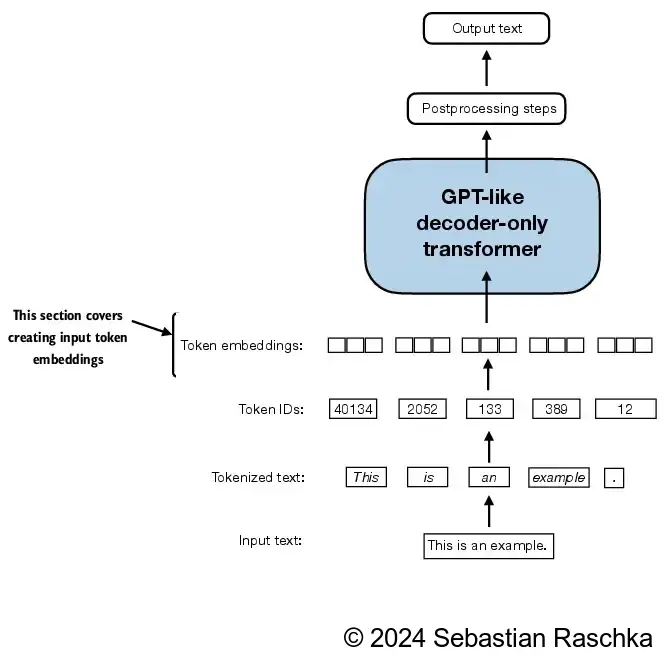 Output text
Postprocessing steps
GPT-like
decoder-only
transformer
This section covers
creating input token
embeddings
Token embeddings:
Token IDs: 40134 2052 133 389 12
Tokenized text: This is an example .
Input text: This is an example.
© 2024 Sebastian Raschka